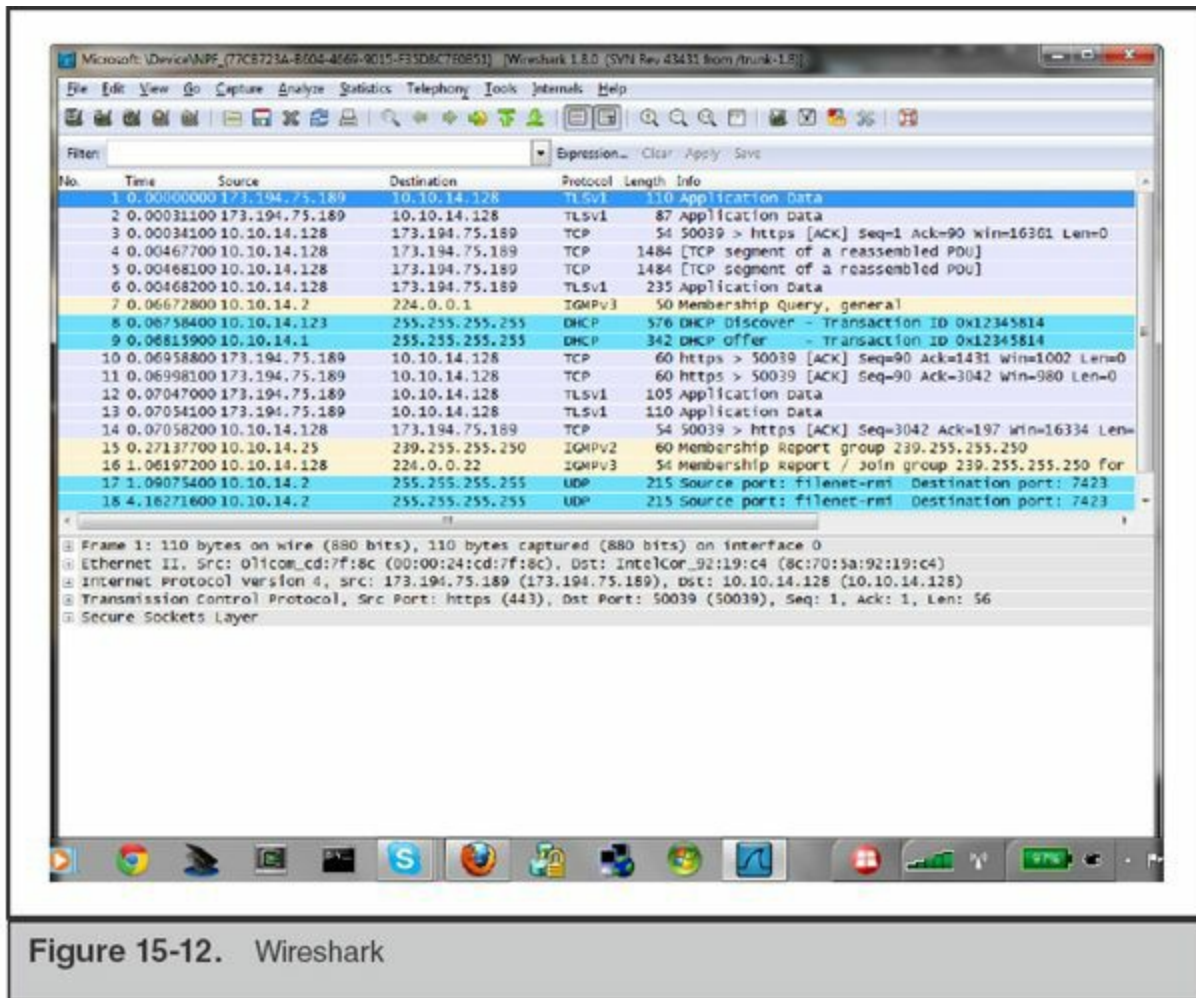 Microsoft: \Device\NPF_{77CB723A-B604-4669-9015-F35D8C7E0B51} [Wireshark 1.8.0 (SVN Rev 43431 from /trunk-1.8)]
File Edit View Go Capture Analyze Statistics Telephony Tools Internals Help
Filter: Expression... Clear Apply Save
No. Time Source Destination Protocol Length Info
1 0.00000000 173.194.75.189 10.10.14.128 TLSv1 110 Application Data
2 0.00031100 173.194.75.189 10.10.14.128 TLSv1 87 Application Data
3 0.00034100 10.10.14.128 173.194.75.189 TCP 54 50039 > https [ACK] Seq=1 Ack=90 Win=16361 Len=0
4 0.00467700 10.10.14.128 173.194.75.189 TCP 1484 [TCP segment of a reassembled PDU]
5 0.00468100 10.10.14.128 173.194.75.189 TCP 1484 [TCP segment of a reassembled PDU]
6 0.00468200 10.10.14.128 173.194.75.189 TLSv1 235 Application Data
7 0.06672800 10.10.14.2 224.0.0.1 IGMPv3 50 Membership Query, general
8 0.06758400 10.10.14.123 255.255.255.255 DHCP 576 DHCP Discover - Transaction ID 0x12345814
9 0.06815900 10.10.14.1 255.255.255.255 DHCP 342 DHCP Offer - Transaction ID 0x12345814
10 0.06958800 173.194.75.189 10.10.14.128 TCP 60 https > 50039 [ACK] Seq=90 Ack=1431 Win=1002 Len=0
11 0.06998100 173.194.75.189 10.10.14.128 TCP 60 https > 50039 [ACK] Seq=90 Ack=3042 Win=980 Len=0
12 0.07047000 173.194.75.189 10.10.14.128 TLSv1 105 Application Data
13 0.07054100 173.194.75.189 10.10.14.128 TLSv1 110 Application Data
14 0.07058200 10.10.14.128 173.194.75.189 TCP 54 50039 > https [ACK] Seq=3042 Ack=197 Win=16334 Len=
15 0.27137700 10.10.14.25 239.255.255.250 IGMPv2 60 Membership Report group 239.255.255.250
16 1.06197200 10.10.14.128 224.0.0.22 IGMPv3 54 Membership Report / Join group 239.255.255.250 for
17 1.09075400 10.10.14.2 255.255.255.255 UDP 215 Source port: filenet-rmi Destination port: 7423
18 4.16271600 10.10.14.2 255.255.255.255 UDP 215 Source port: filenet-rmi Destination port: 7423
Frame 1: 110 bytes on wire (880 bits), 110 bytes captured (880 bits) on interface 0
Ethernet II, Src: Olicom_cd:7f:8c (00:00:24:cd:7f:8c), Dst: IntelCor_92:19:c4 (8c:70:5a:92:19:c4)
Internet Protocol Version 4, Src: 173.194.75.189 (173.194.75.189), Dst: 10.10.14.128 (10.10.14.128)
Transmission Control Protocol, Src Port: https (443), Dst Port: 50039 (50039), Seq: 1, Ack: 1, Len: 56
Secure Sockets Layer
97%
Figure 15-12. Wireshark